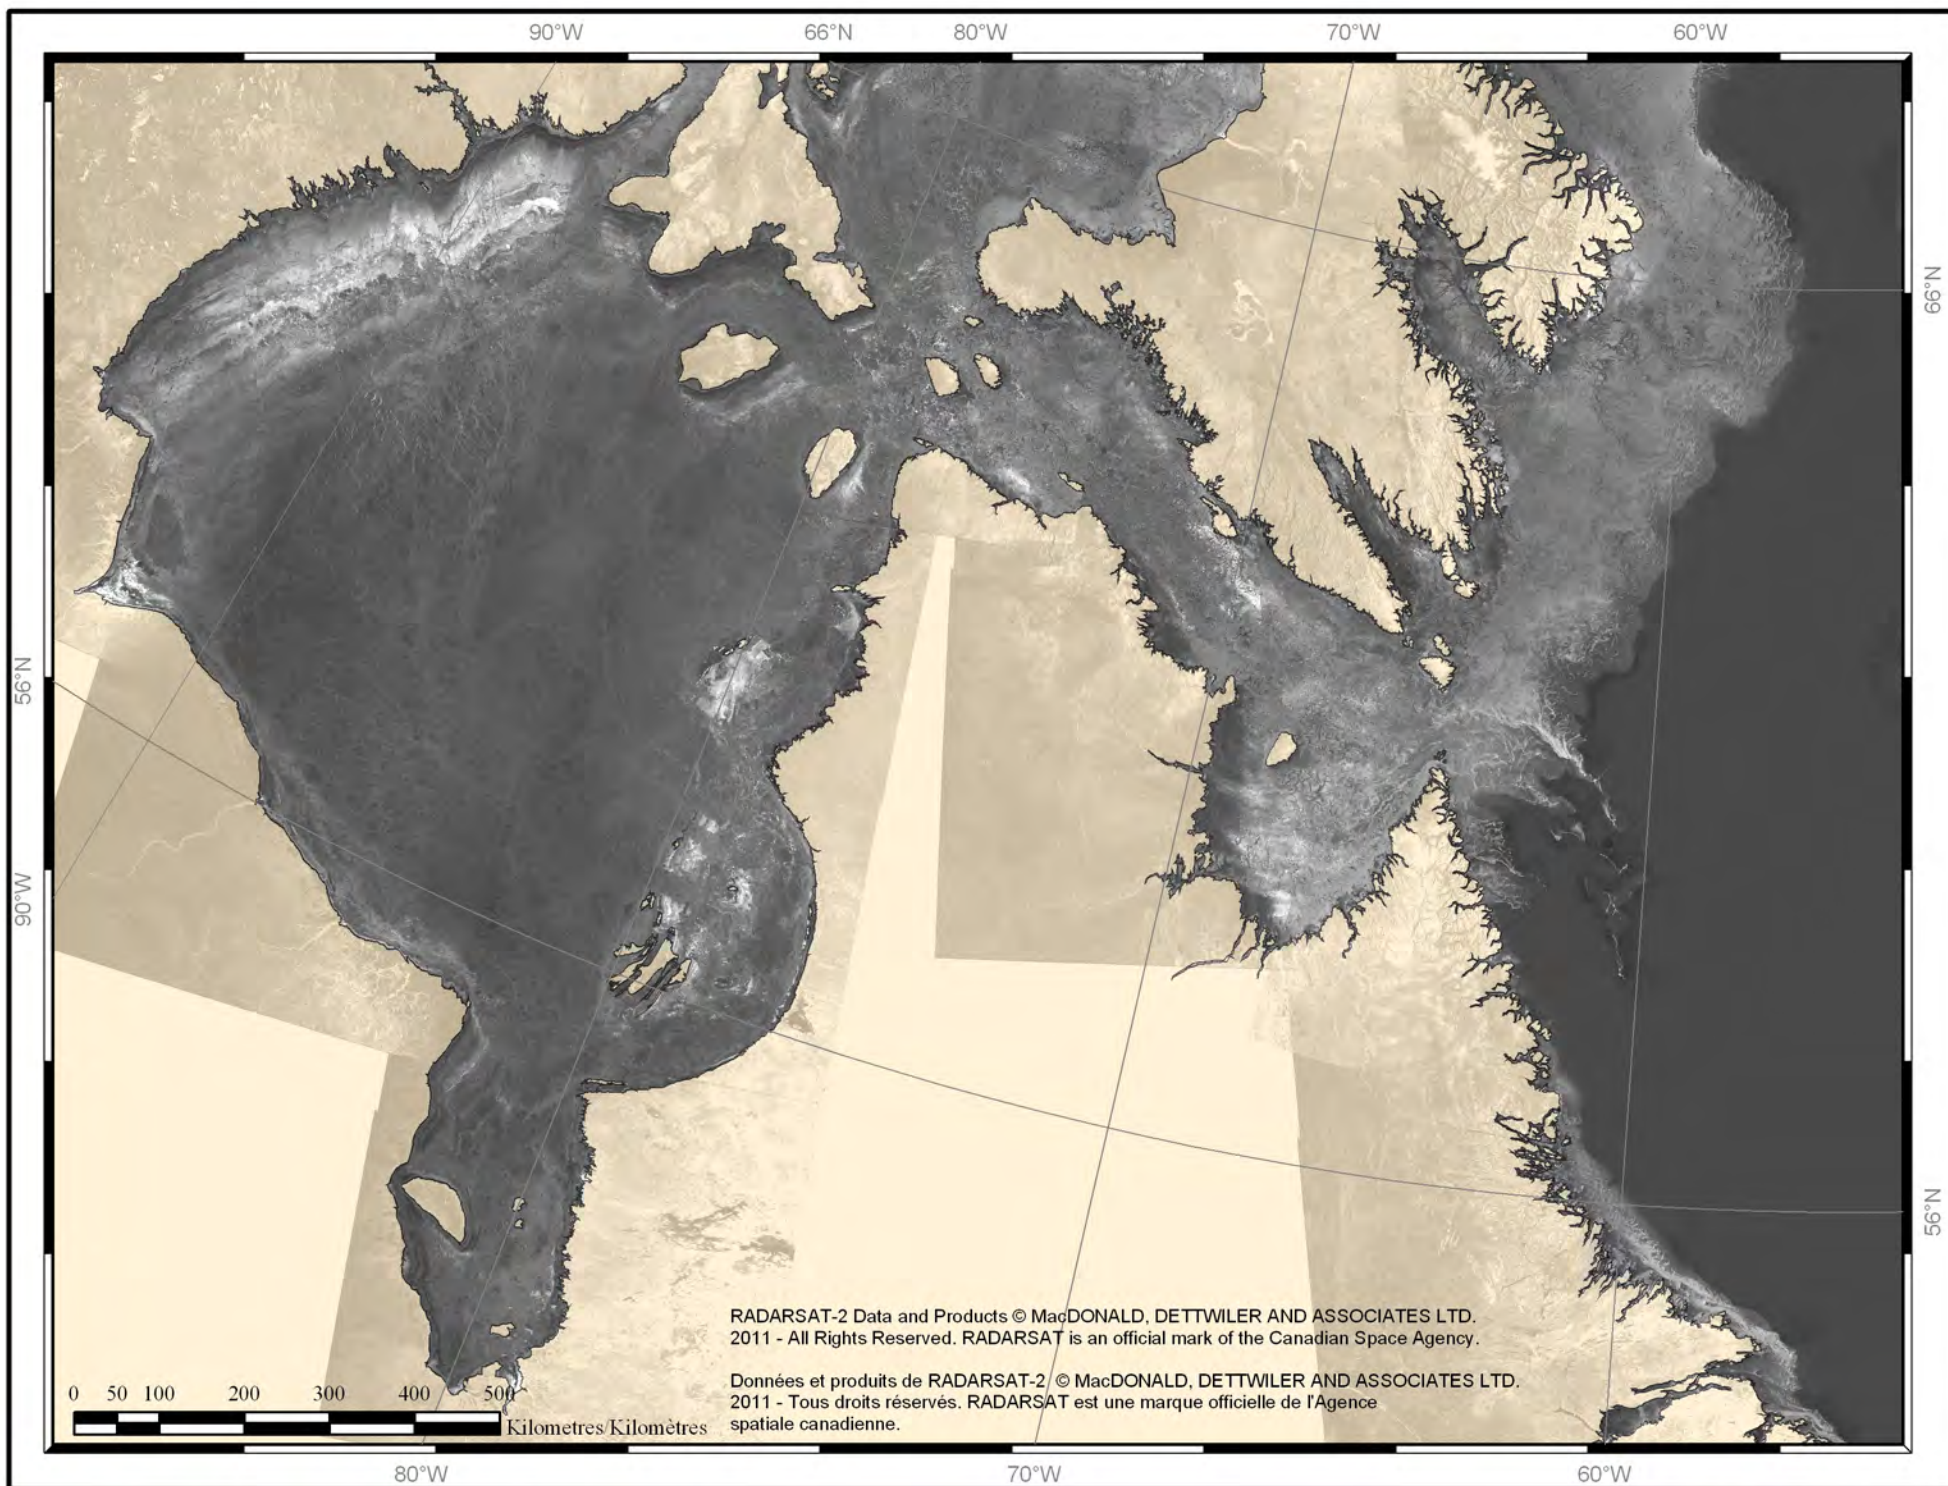 90°W 66°N 80°W 70°W 60°W
66°N
56°N
90°W
56°N
RADARSAT-2 Data and Products © MacDONALD, DETTWILER AND ASSOCIATES LTD.
2011 - All Rights Reserved. RADARSAT is an official mark of the Canadian Space Agency.
Données et produits de RADARSAT-2 © MacDONALD, DETTWILER AND ASSOCIATES LTD.
2011 - Tous droits réservés. RADARSAT est une marque officielle de l'Agence
spatiale canadienne.
0 50 100 200 300 400 500
Kilometres/Kilomètres
80°W 70°W 60°W